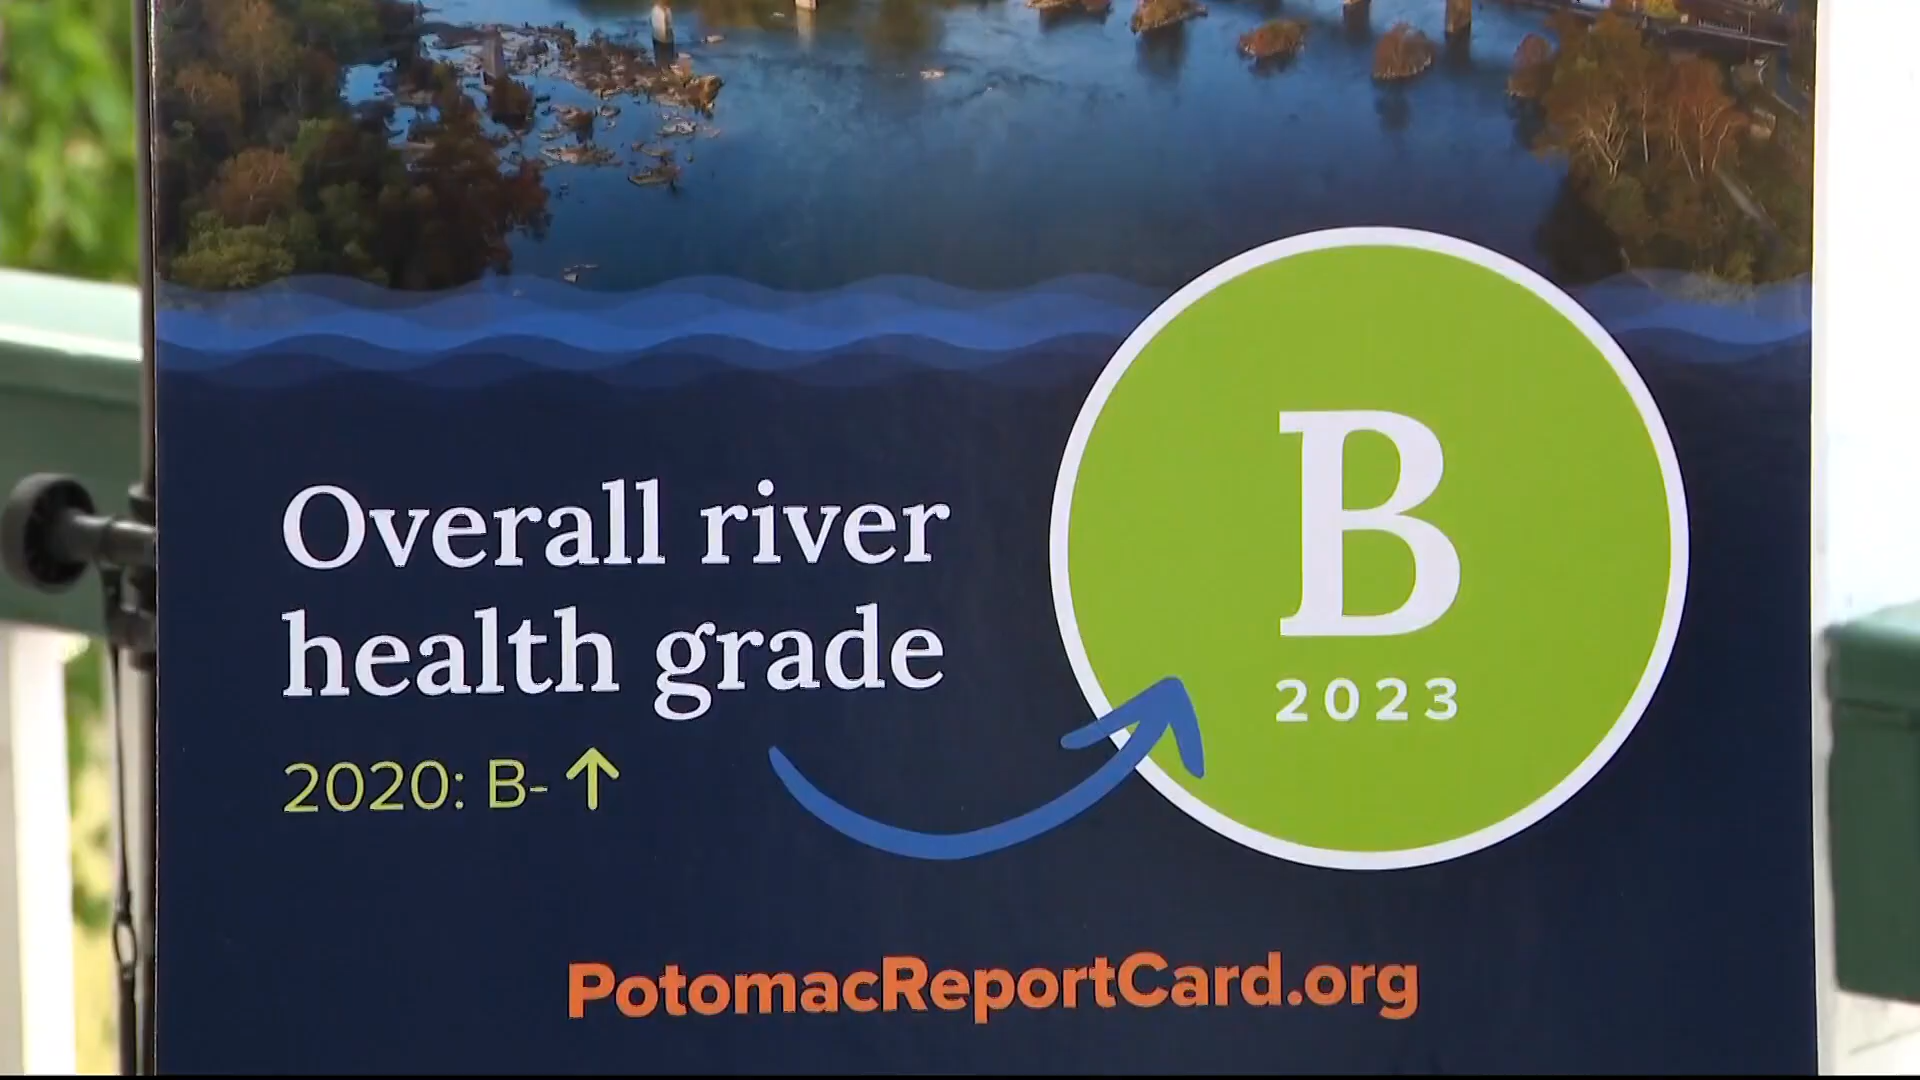 Overall river
health grade
2020: B- ↑
B
2023
PotomacReportCard.org